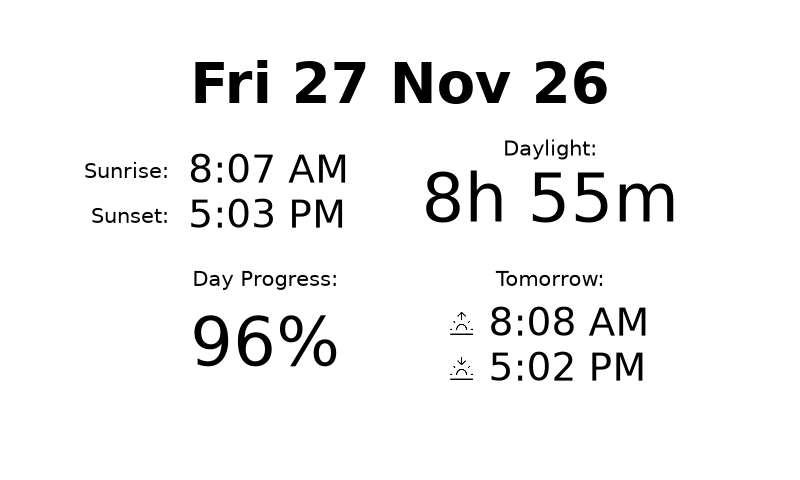 Fri 27 Nov 26
Sunrise: 8:07 AM
Sunset: 5:03 PM
Daylight:
8h 55m
Day Progress:
96%
Tomorrow:
8:08 AM
5:02 PM